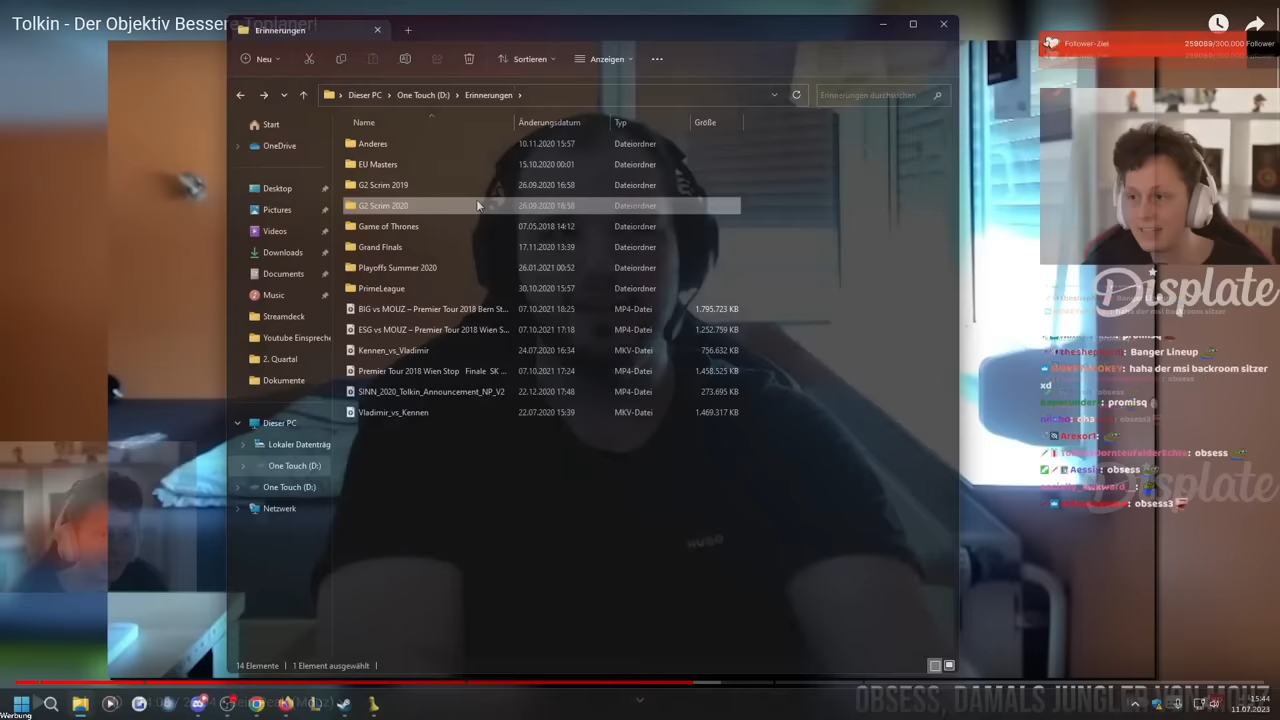 Tolkin - Der Objektiv Bessere Toplaner!
Erinnerungen
Follower-Ziel
259089/300.000 Follower
Neu
Sortieren
Anzeigen
Dieser PC
One Touch (D:)
Erinnerungen
Erinnerungen durchsuchen
Name
Änderungsdatum
Typ
Größe
Start
OneDrive
Desktop
Pictures
Videos
Downloads
Documents
Music
Streamdeck
Youtube Einspreche
2. Quartal
Dokumente
Dieser PC
Lokaler Datenträg
One Touch (D:)
One Touch (D:)
Netzwerk
Anderes 10.11.2020 15:57 Dateiordner
EU Masters 15.10.2020 00:01 Dateiordner
G2 Scrim 2019 26.09.2020 16:58 Dateiordner
G2 Scrim 2020 26.09.2020 16:58 Dateiordner
Game of Thrones 07.05.2018 14:12 Dateiordner
Grand FInals 17.11.2020 13:39 Dateiordner
Playoffs Summer 2020 26.01.2021 00:52 Dateiordner
PrimeLeague 30.10.2020 15:57 Dateiordner
BIG vs MOUZ – Premier Tour 2018 Bern St... 07.10.2021 18:25 MP4-Datei 1.795.723 KB
ESG vs MOUZ – Premier Tour 2018 Wien S... 07.10.2021 17:18 MP4-Datei 1.252.759 KB
Kennen_vs_Vladimir 24.07.2020 16:34 MKV-Datei 756.632 KB
Premier Tour 2018 Wien Stop Finale SK ... 07.10.2021 17:24 MP4-Datei 1.458.525 KB
SINN_2020_Tolkin_Announcement_NP_V2 22.12.2020 17:48 MP4-Datei 273.695 KB
Vladimir_vs_Kennen 22.07.2020 15:39 MKV-Datei 1.469.317 KB
HUGO
Displate
Banger Lineup
haha der msi backroom sitzer
xd
promisq
Arexor1:
obsess
Aessi: obsess
Displate
obsess3
14 Elemente
1 Element ausgewählt
OBSESS, DAMALS JUNGLER VON MOUZ
15:44
11.07.2023
Werbung